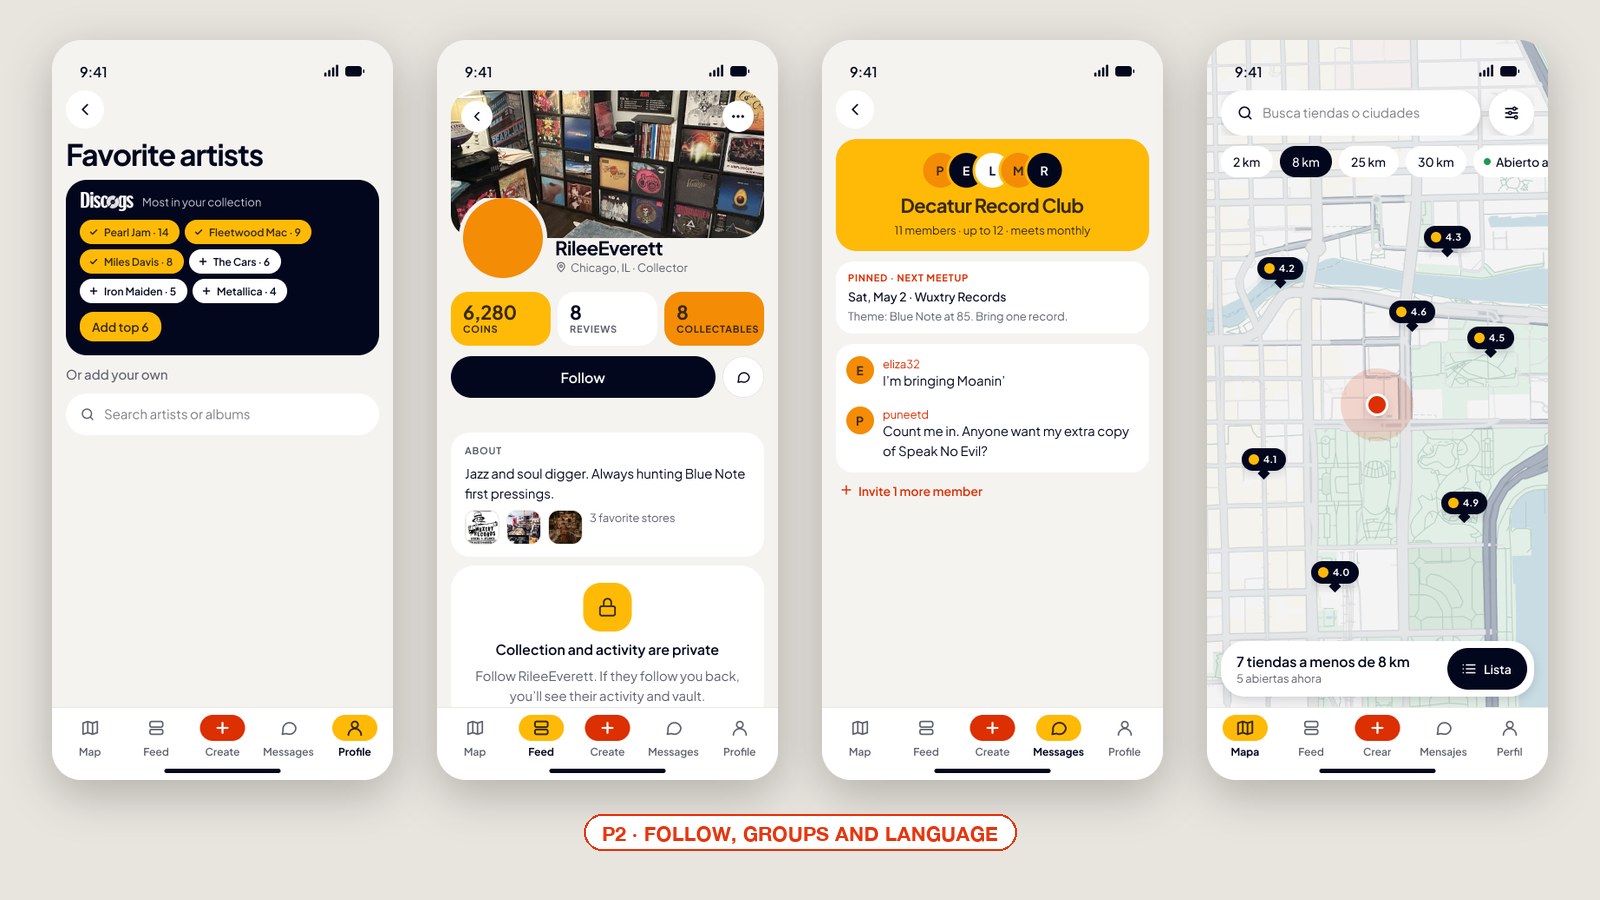 9:41
Favorite artists
Discogs Most in your collection
Pearl Jam · 14 Fleetwood Mac · 9
Miles Davis · 8 The Cars · 6
Iron Maiden · 5 Metallica · 4
Add top 6
Or add your own
Search artists or albums
Map Feed Create Messages Profile
9:41
RileeEverett
Chicago, IL · Collector
6,280 8 8
COINS REVIEWS COLLECTABLES
Follow
ABOUT
Jazz and soul digger. Always hunting Blue Note
first pressings.
3 favorite stores
Collection and activity are private
Follow RileeEverett. If they follow you back,
you'll see their activity and vault.
Map Feed Create Messages Profile
9:41
P E L M R
Decatur Record Club
11 members · up to 12 · meets monthly
PINNED · NEXT MEETUP
Sat, May 2 · Wuxtry Records
Theme: Blue Note at 85. Bring one record.
E eliza32
I'm bringing Moanin'
P puneetd
Count me in. Anyone want my extra copy
of Speak No Evil?
+ Invite 1 more member
Map Feed Create Messages Profile
9:41
Busca tiendas o ciudades
2 km 8 km 25 km 30 km Abierto a
4.3
4.2
4.6
4.5
4.1
4.9
4.0
7 tiendas a menos de 8 km
5 abiertas ahora
Lista
Mapa Feed Crear Mensajes Perfil
P2 · FOLLOW, GROUPS AND LANGUAGE